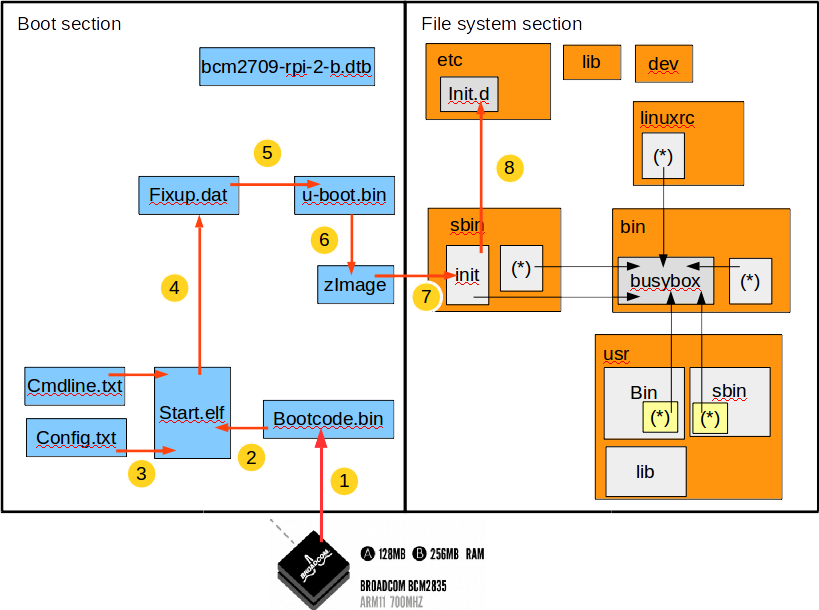 Boot section
File system section
bcm2709-rpi-2-b.dtb
etc
Init.d
lib
dev
linuxrc
(*)
5
Fixup.dat
u-boot.bin
8
6
zImage
4
7
sbin
init
(*)
bin
busybox
(*)
usr
Bin
(*)
sbin
(*)
lib
Cmdline.txt
Start.elf
Config.txt
Bootcode.bin
2
3
1
BROADCOM
A 128MB B 256MB RAM
BROADCOM BCM2835
ARM11 700MHZ